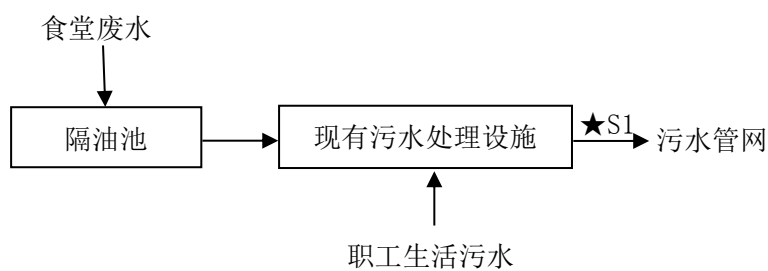 食堂废水
隔油池
现有污水处理设施
★S1
污水管网
职工生活污水